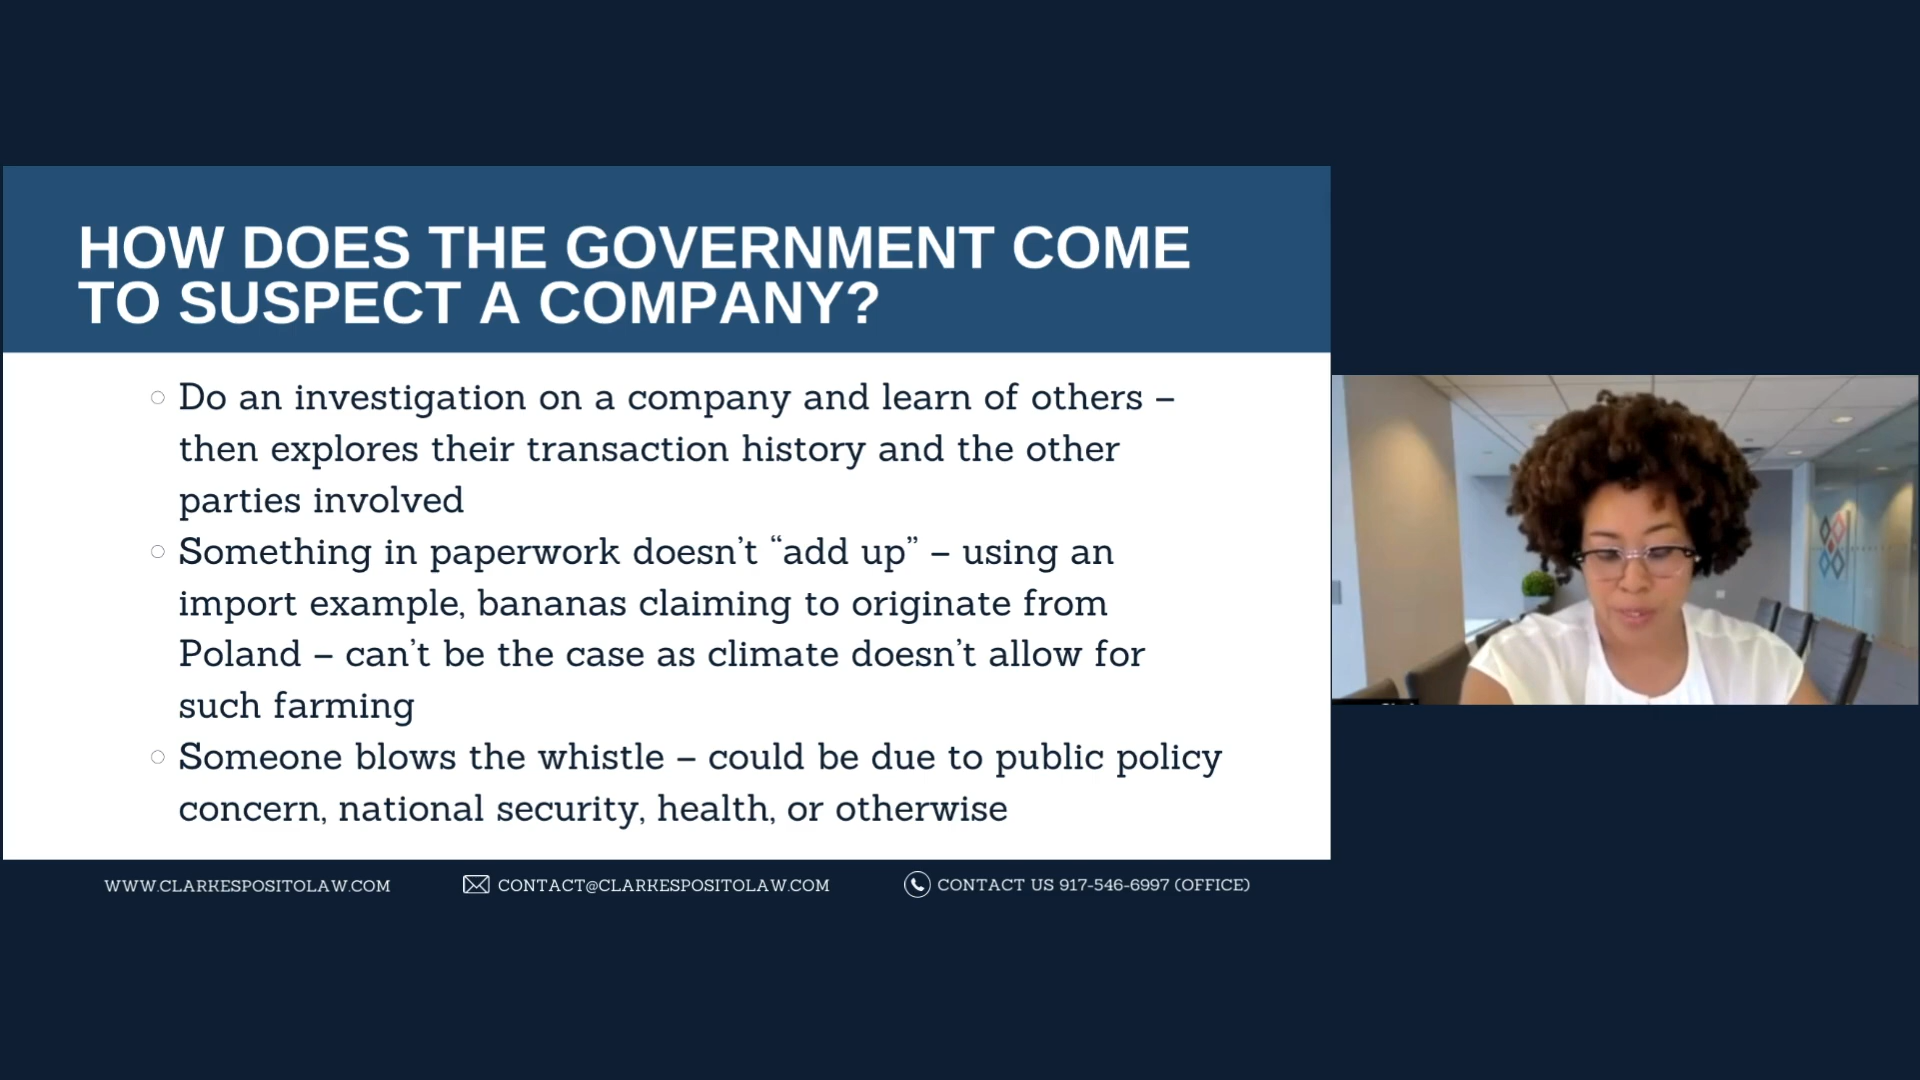 HOW DOES THE GOVERNMENT COME
TO SUSPECT A COMPANY?
Do an investigation on a company and learn of others –
then explores their transaction history and the other
parties involved
Something in paperwork doesn’t “add up” – using an
import example, bananas claiming to originate from
Poland – can’t be the case as climate doesn’t allow for
such farming
Someone blows the whistle – could be due to public policy
concern, national security, health, or otherwise
WWW.CLARKESPOSITOLAW.COM
CONTACT@CLARKESPOSITOLAW.COM
CONTACT US 917-546-6997 (OFFICE)